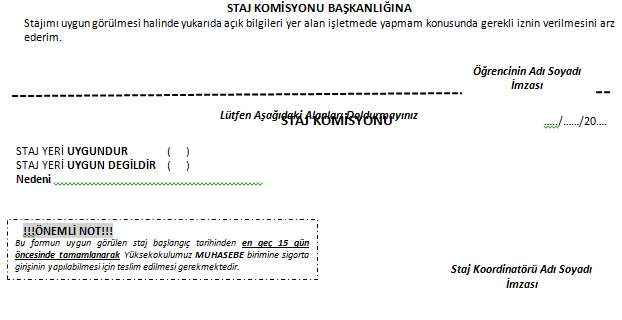 STAJ KOMİSYONU BAŞKANLIĞINA
Stajımı uygun görülmesi halinde yukarıda açık bilgileri yer alan işletmede yapmam konusunda gerekli iznin verilmesini arz
ederim.
Öğrencinin Adı Soyadı
İmzası
Lütfen Aşağıdaki Alanları Doldurmayınız
STAJ KOMİSYONU
...../....../20....
STAJ YERİ UYGUNDUR ( )
STAJ YERİ UYGUN DEGİLDİR ( )
Nedeni ......................................................
!!!ÖNEMLİ NOT!!!
Bu formun uygun görülen staj başlangıç tarihinden en geç 15 gün
öncesinde tamamlanarak Yüksekokulumuz MUHASEBE birimine sigorta
girişinin yapılabilmesi için teslim edilmesi gerekmektedir.
Staj Koordinatörü Adı Soyadı
İmzası